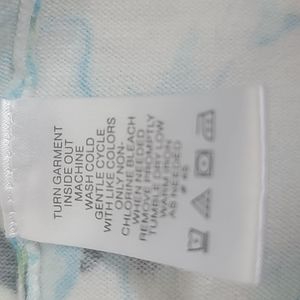 TURN GARMENT
INSIDE OUT
MACHINE
WASH COLD
GENTLE CYCLE
WITH LIKE COLORS
ONLY NON-
CHLORINE BLEACH
WHEN NEEDED
REMOVE PROMPTLY
TUMBLE DRY LOW
WARM IRON
AS NEEDED